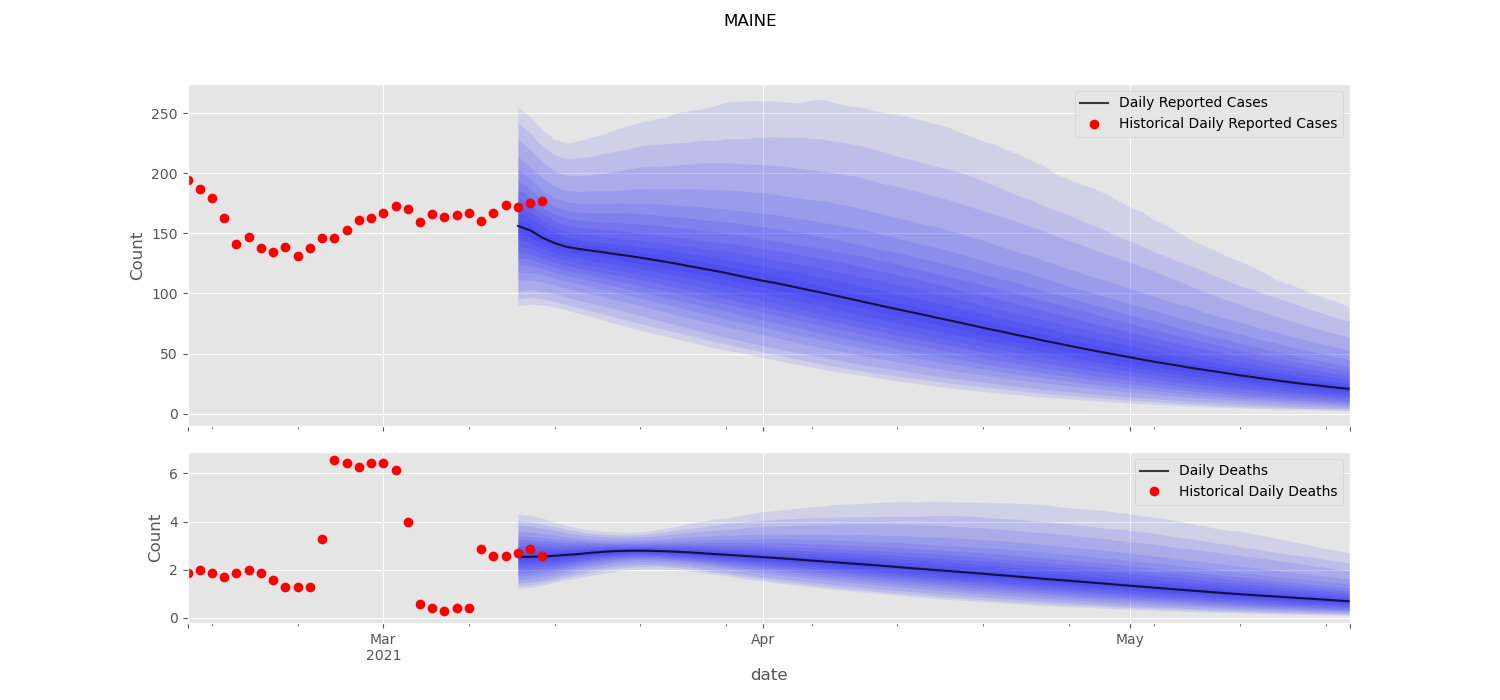 MAINE
Daily Reported Cases
Historical Daily Reported Cases
250
200
150
100
50
0
Count
Daily Deaths
Historical Daily Deaths
6
4
2
0
Count
Mar
2021
Apr
May
date